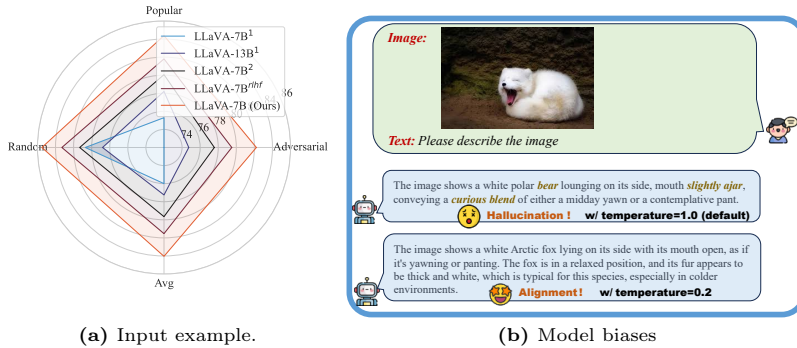 Popular
LLaVA-7B¹
LLaVA-13B¹
LLaVA-7B²
LLaVA-7Bʳˡʰᶠ
LLaVA-7B (Ours)
86
84
80
78
76
74
Random
Adversarial
Avg
(a) Input example.
Image:
Text: Please describe the image
The image shows a white polar bear lounging on its side, mouth slightly ajar,
conveying a curious blend of either a midday yawn or a contemplative pant.
Hallucination ! w/ temperature=1.0 (default)
The image shows a white Arctic fox lying on its side with its mouth open, as if
it's yawning or panting. The fox is in a relaxed position, and its fur appears to
be thick and white, which is typical for this species, especially in colder
environments.
Alignment! w/ temperature=0.2
(b) Model biases